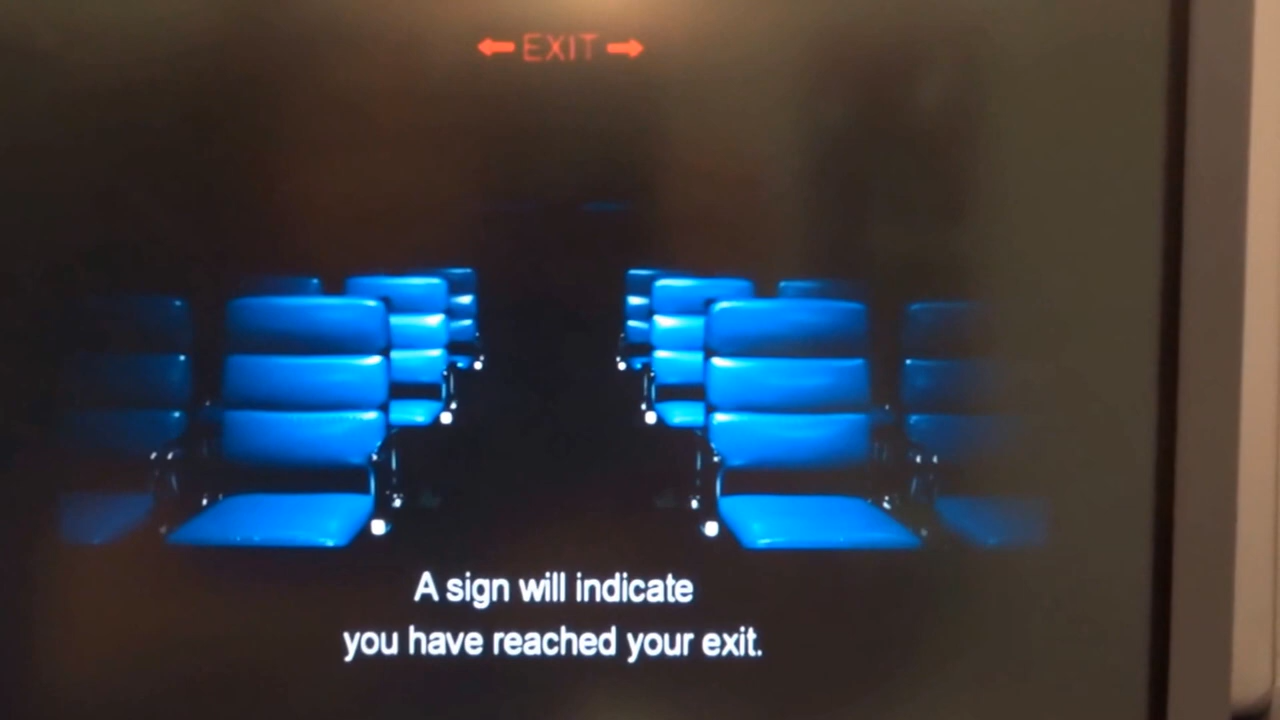 ← EXIT →
A sign will indicate
you have reached your exit.